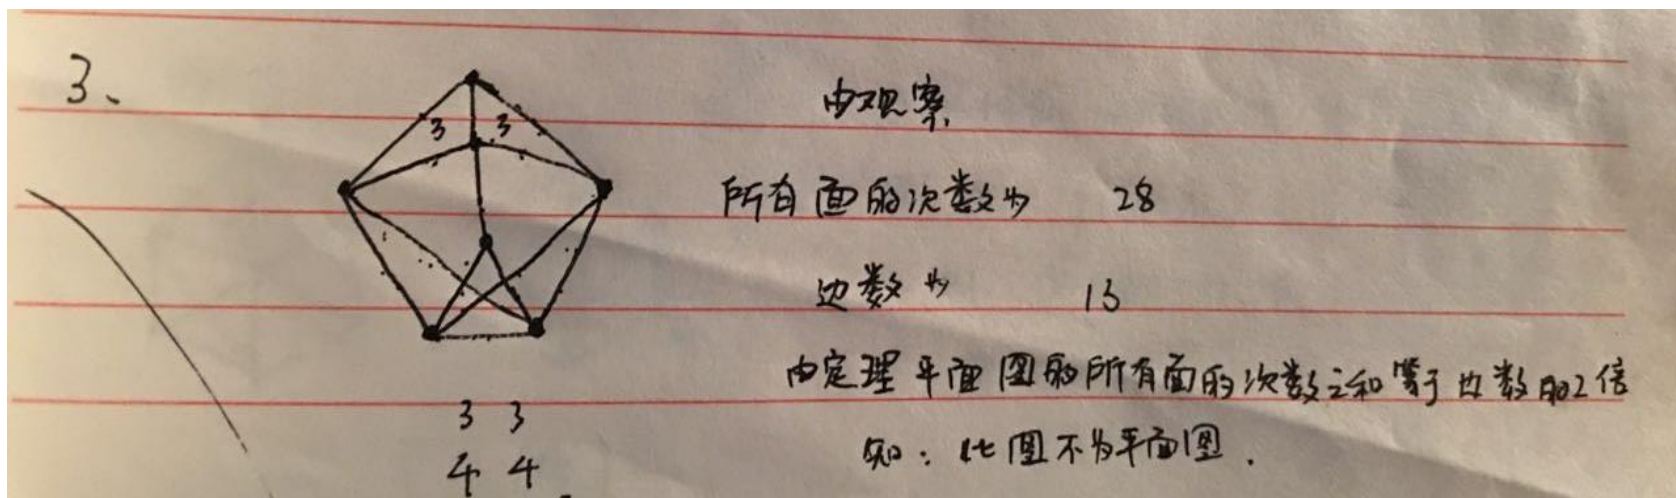 3、
3 3
由观察
所有面的次数为 28
边数为 13
由定理 平面图的所有面的次数之和等于边数的2倍
知：此图不为平面图.
3 3
4 4